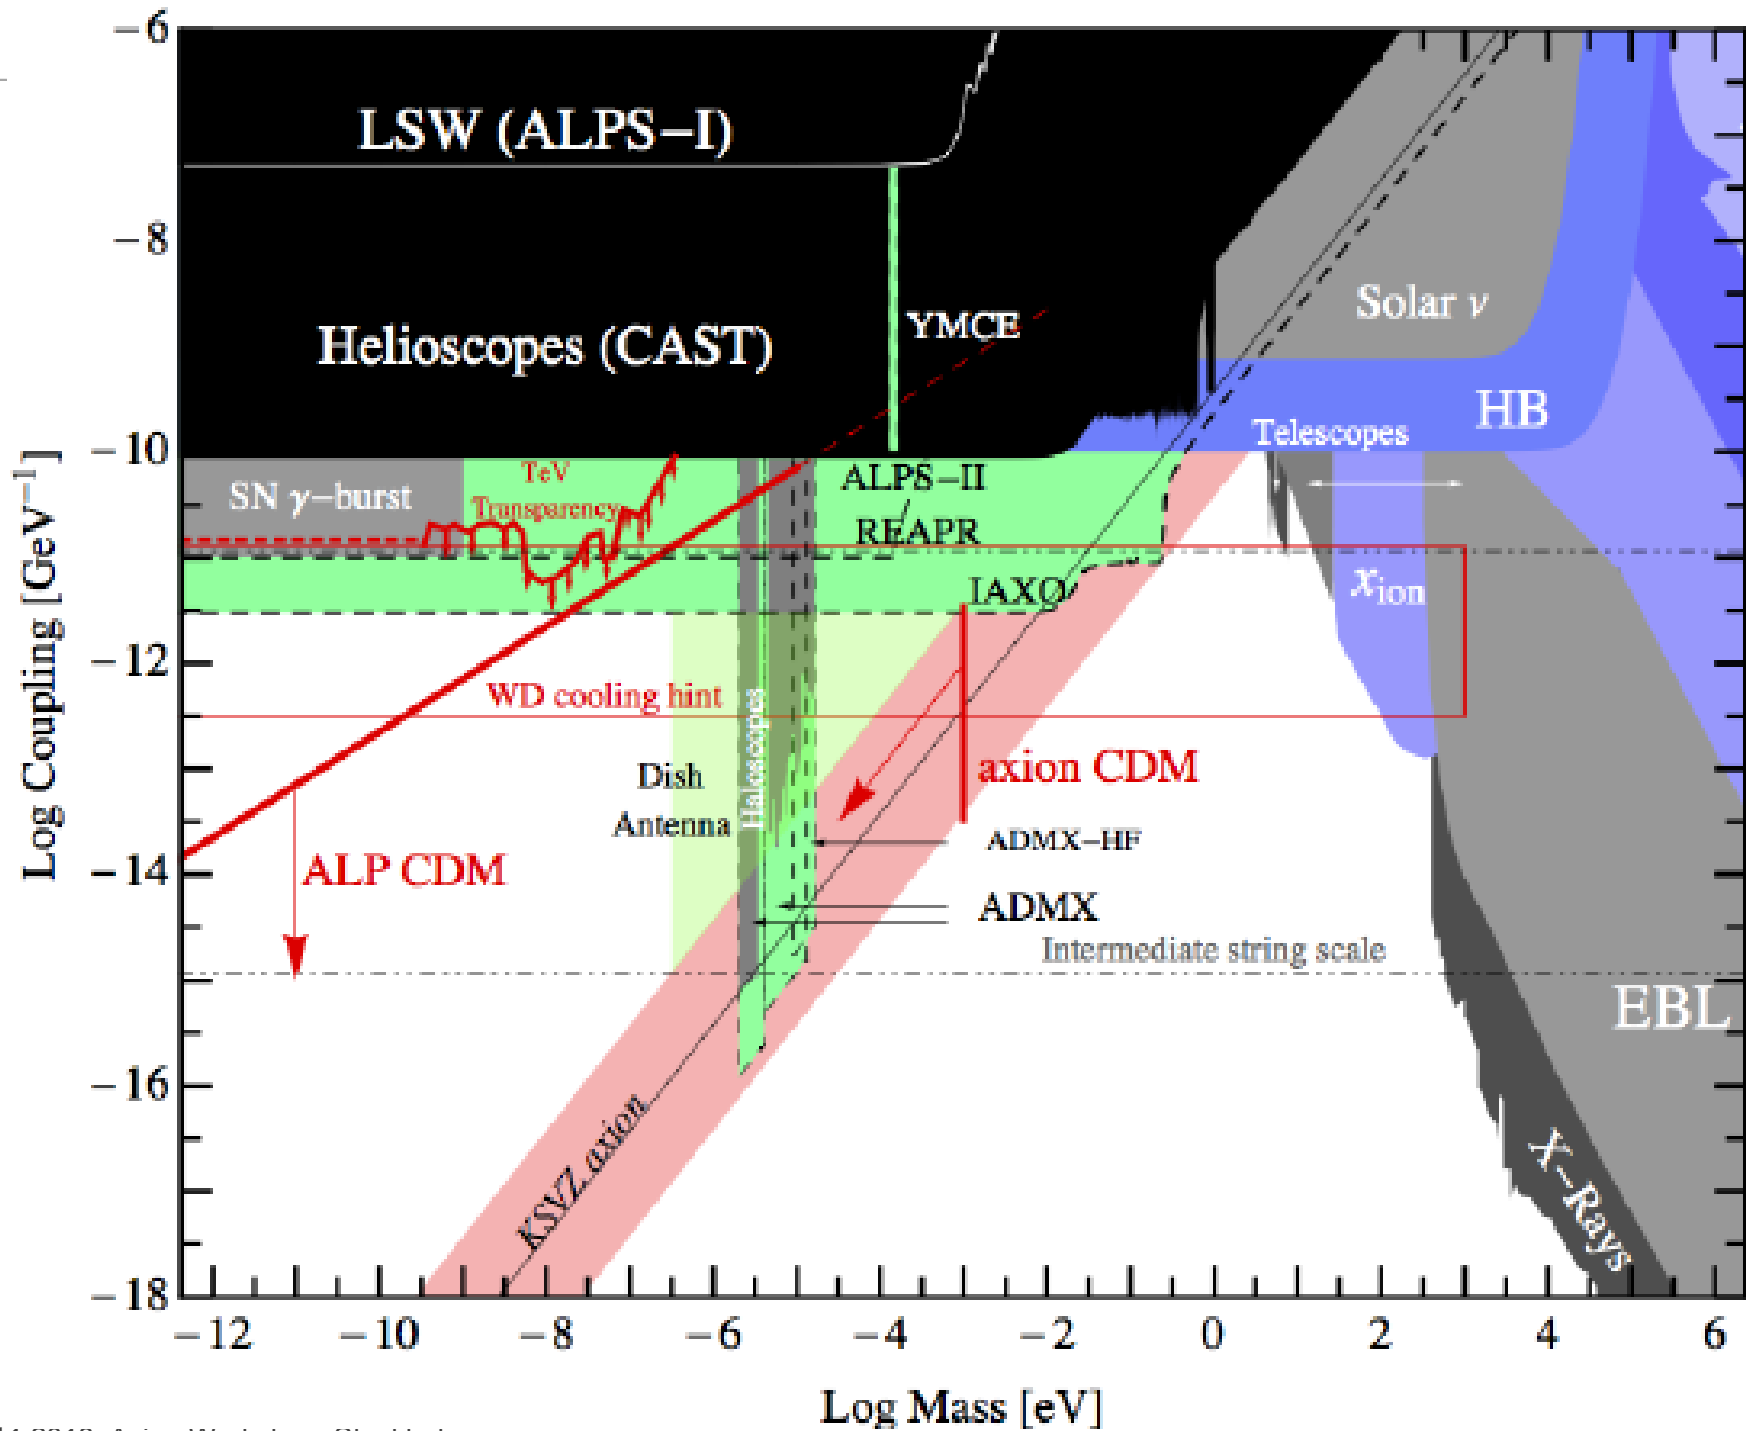 −6
LSW (ALPS−I)
−8
Solar ν
YMCE
Helioscopes (CAST)
HB
Telescopes
−10
TeV
ALPS−II
SN γ−burst
Transparency
REAPR
IAXO
x_ion
−12
WD cooling hint
Haloscopes
Dish
axion CDM
Antenna
ADMX−HF
−14
ALP CDM
ADMX
Intermediate string scale
EBL
−16
KSVZ axion
X−Rays
−18
Log Coupling [GeV⁻¹]
−12 −10 −8 −6 −4 −2 0 2 4 6
Log Mass [eV]